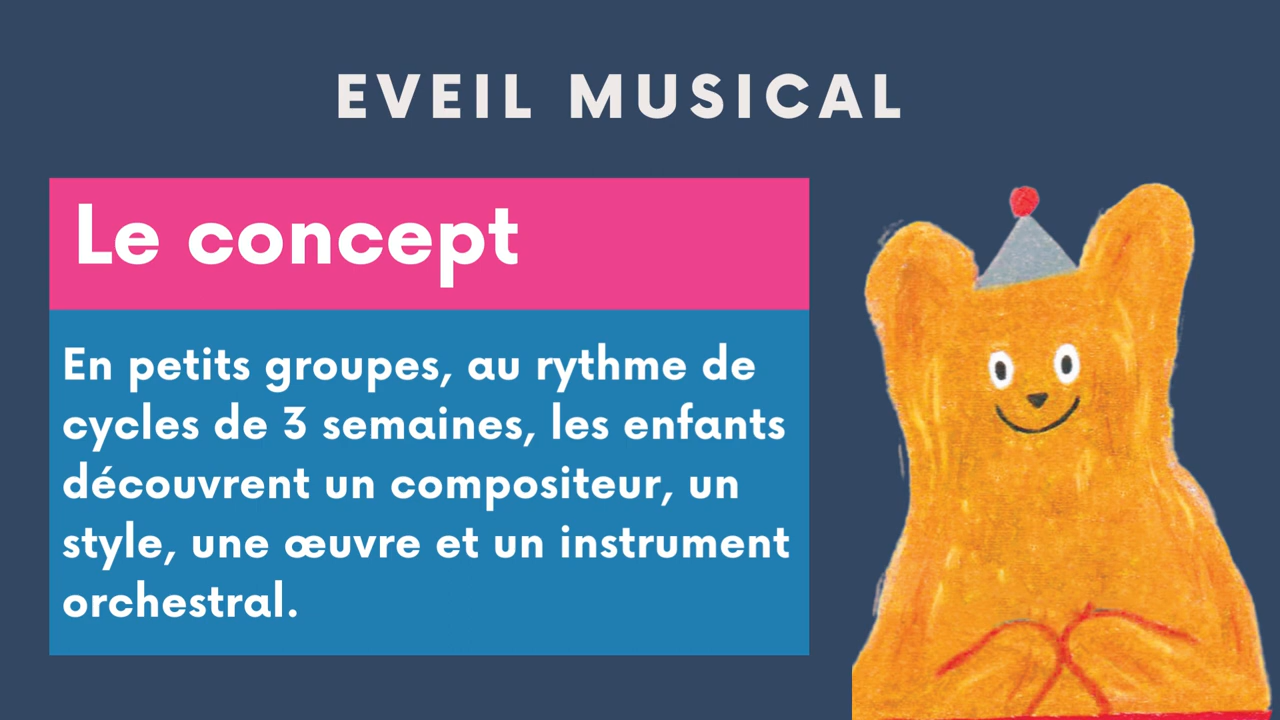 EVEIL MUSICAL
Le concept
En petits groupes, au rythme de
cycles de 3 semaines, les enfants
découvrent un compositeur, un
style, une œuvre et un instrument
orchestral.